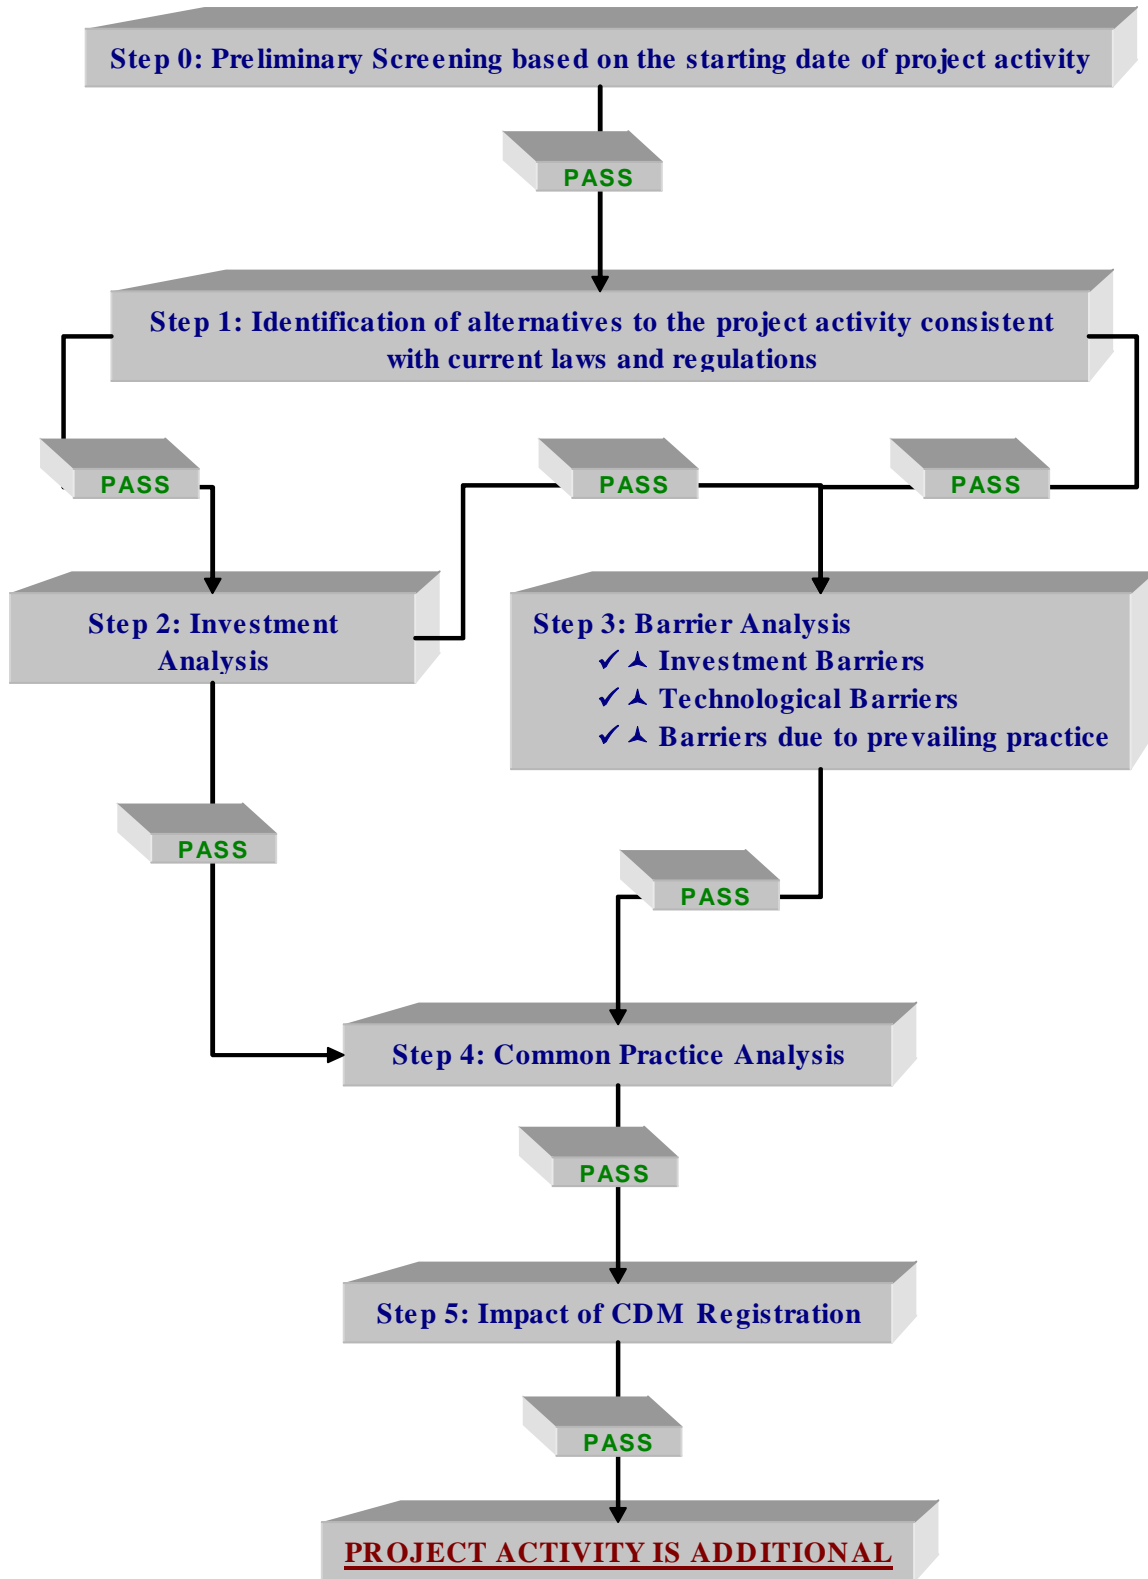 Step 0: Preliminary Screening based on the starting date of project activity
PASS
Step 1: Identification of alternatives to the project activity consistent
with current laws and regulations
PASS
PASS
PASS
Step 2: Investment
Analysis
Step 3: Barrier Analysis
Investment Barriers
Technological Barriers
Barriers due to prevailing practice
PASS
PASS
Step 4: Common Practice Analysis
PASS
Step 5: Impact of CDM Registration
PASS
PROJECT ACTIVITY IS ADDITIONAL